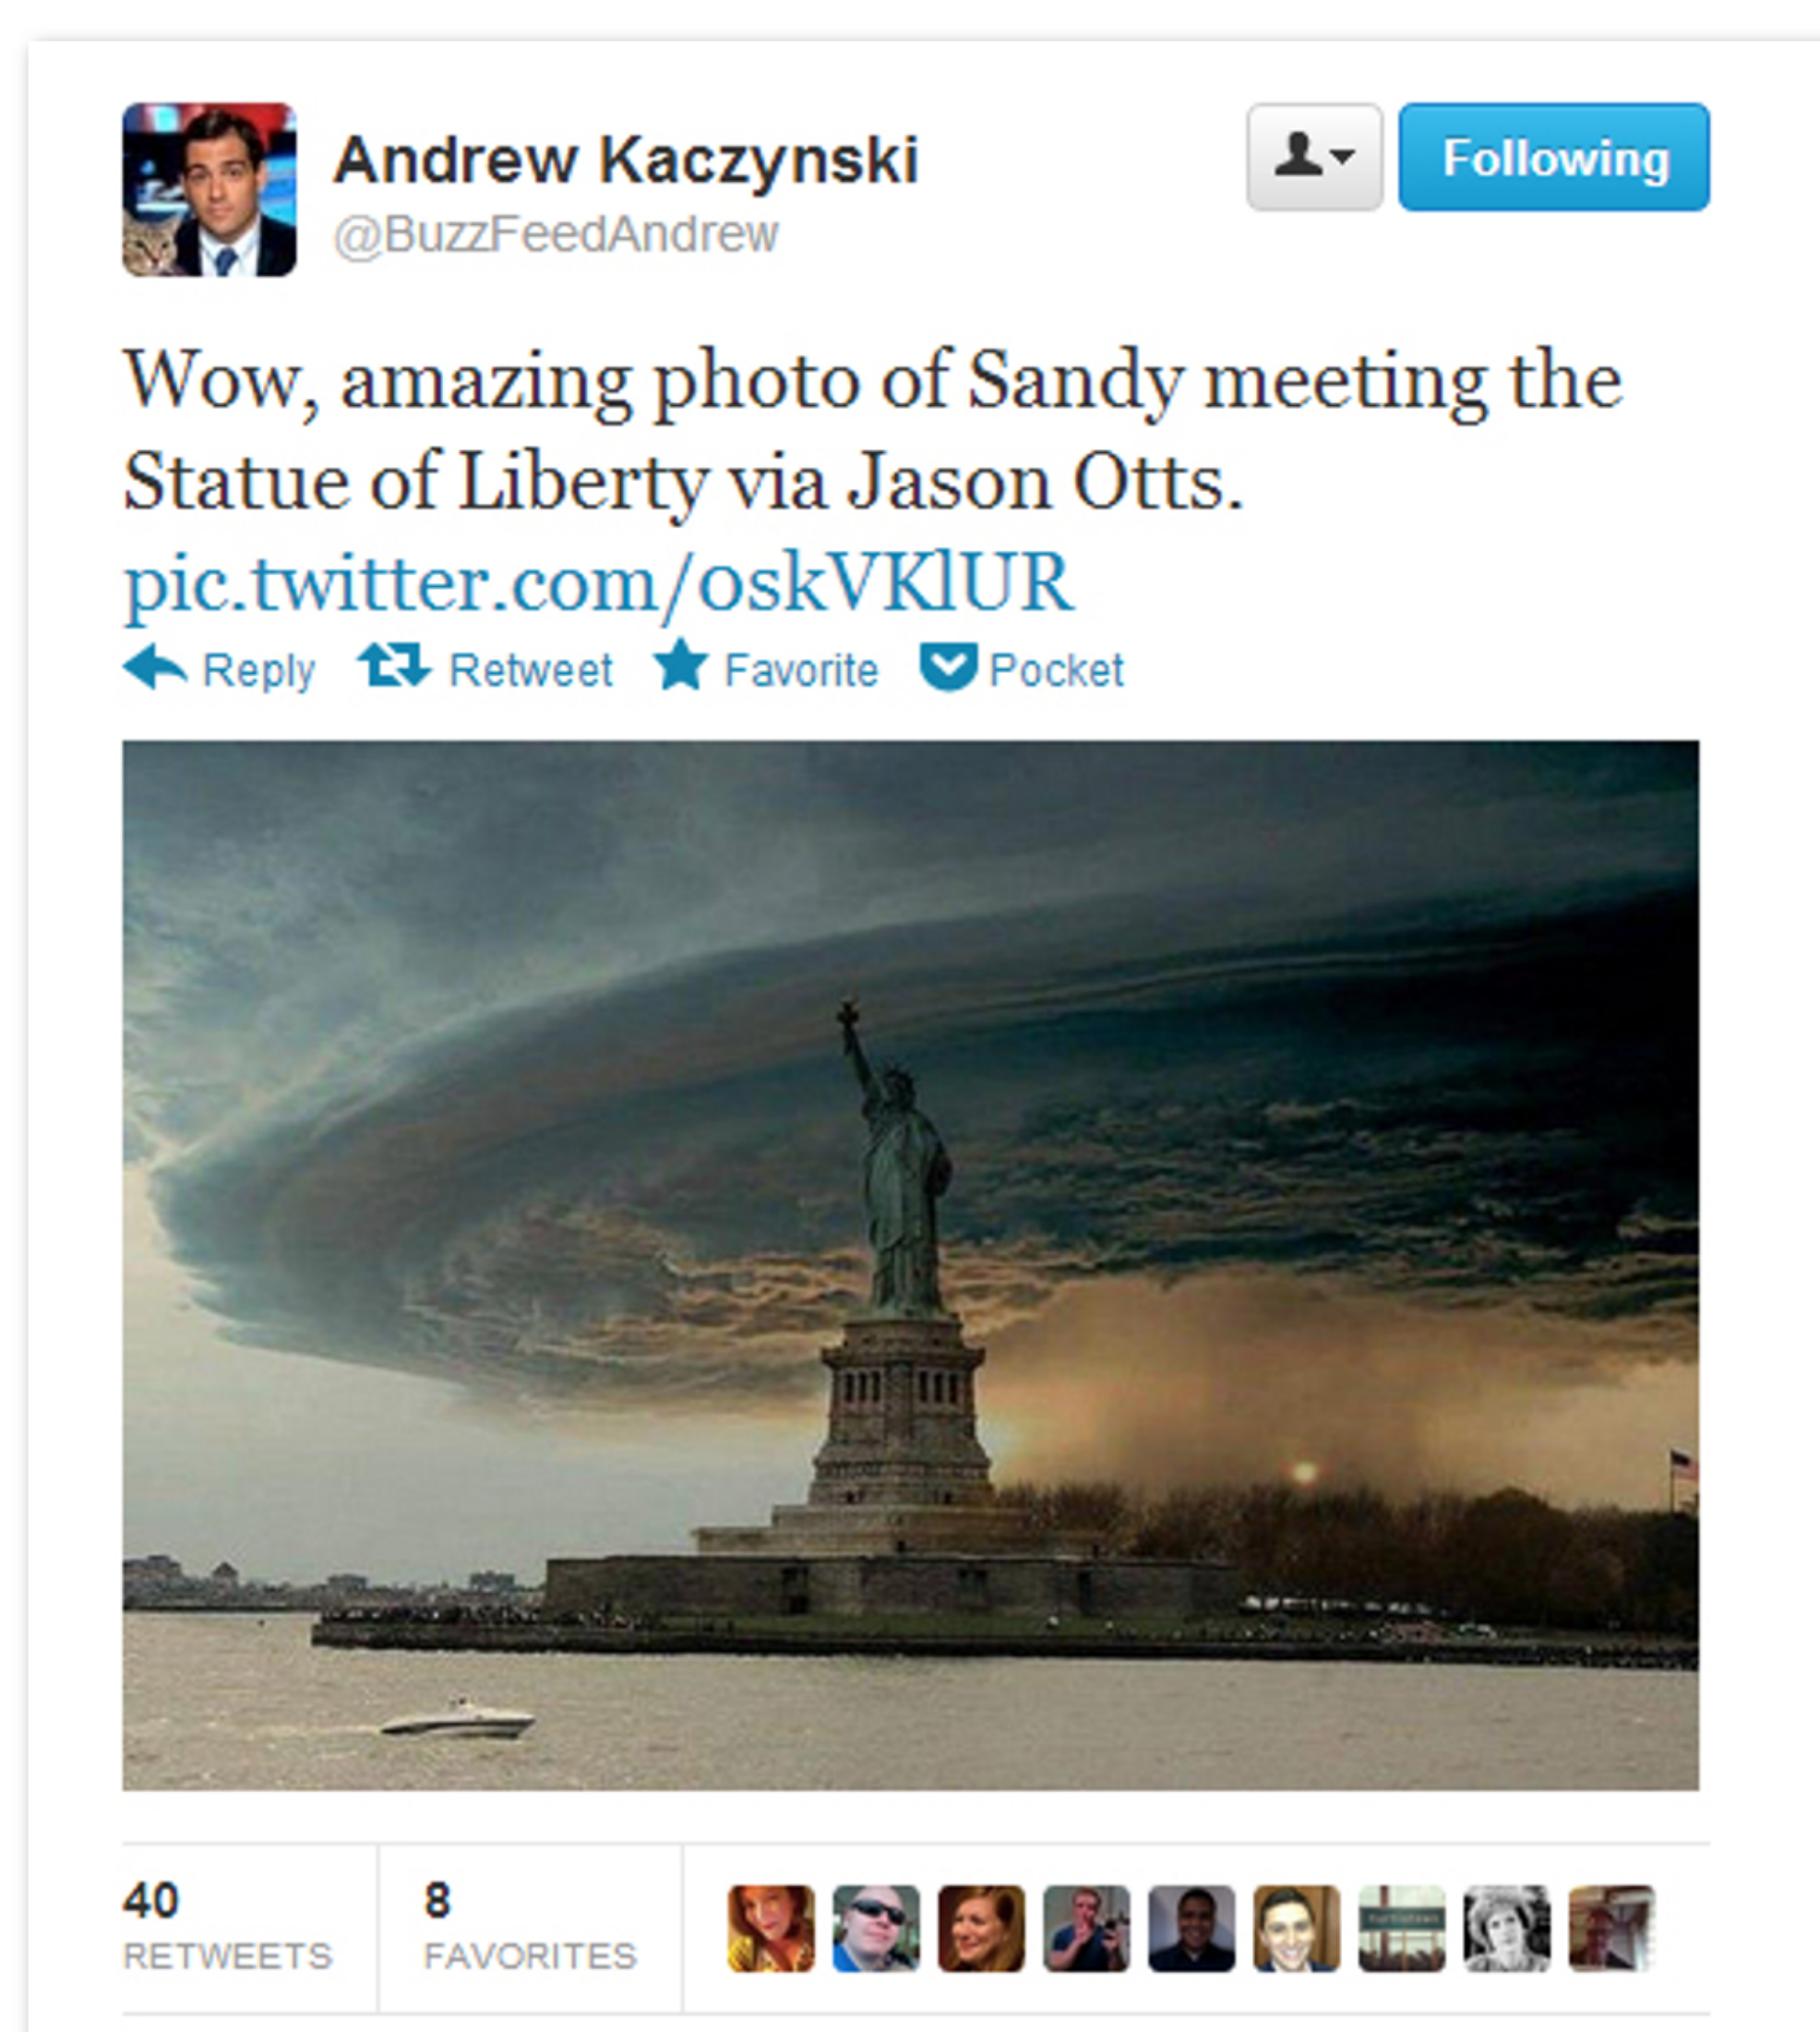 Andrew Kaczynski
@BuzzFeedAndrew
Following
Wow, amazing photo of Sandy meeting the
Statue of Liberty via Jason Otts.
pic.twitter.com/0skVKlUR
Reply Retweet Favorite Pocket
40
RETWEETS
8
FAVORITES